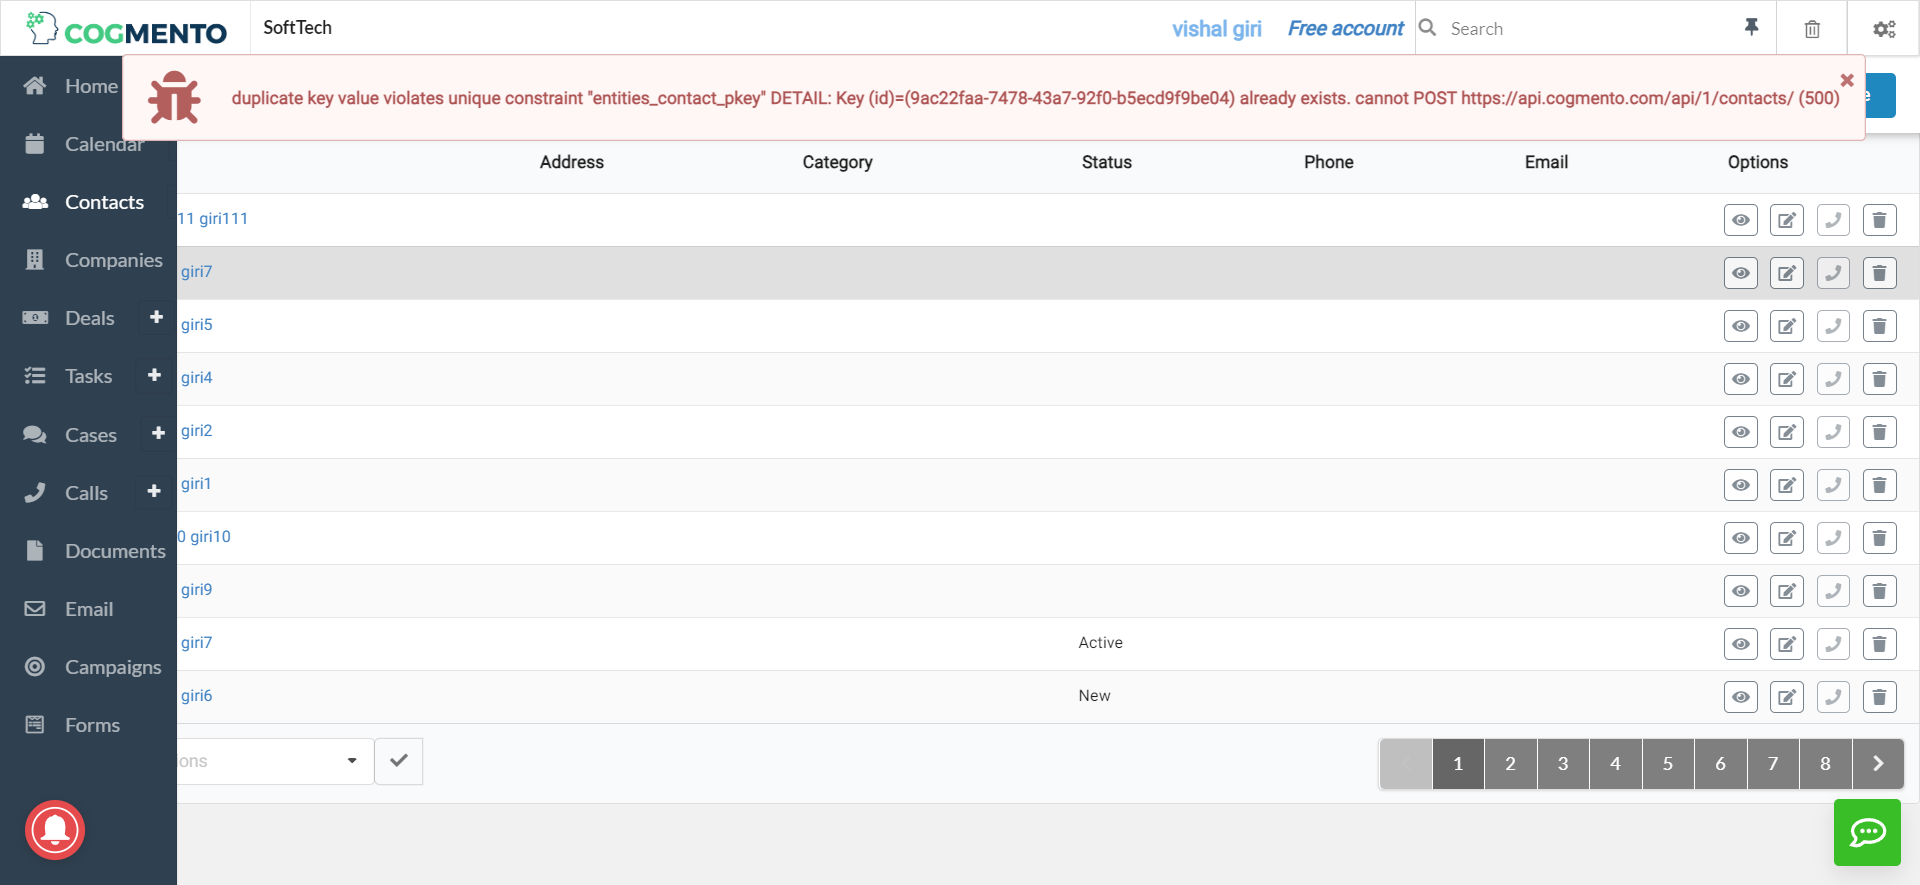 COGMENTO
SoftTech
vishal giri
Free account
Search
duplicate key value violates unique constraint "entities_contact_pkey" DETAIL: Key (id)=(9ac22faa-7478-43a7-92f0-b5ecd9f9be04) already exists. cannot POST https://api.cogmento.com/api/1/contacts/ (500)
e
Home
Calendar
Contacts
Companies
Deals
Tasks
Cases
Calls
Documents
Email
Campaigns
Forms
Address Category Status Phone Email Options
11 giri111
giri7
giri5
giri4
giri2
giri1
0 giri10
giri9
giri7 Active
giri6 New
ions
1 2 3 4 5 6 7 8